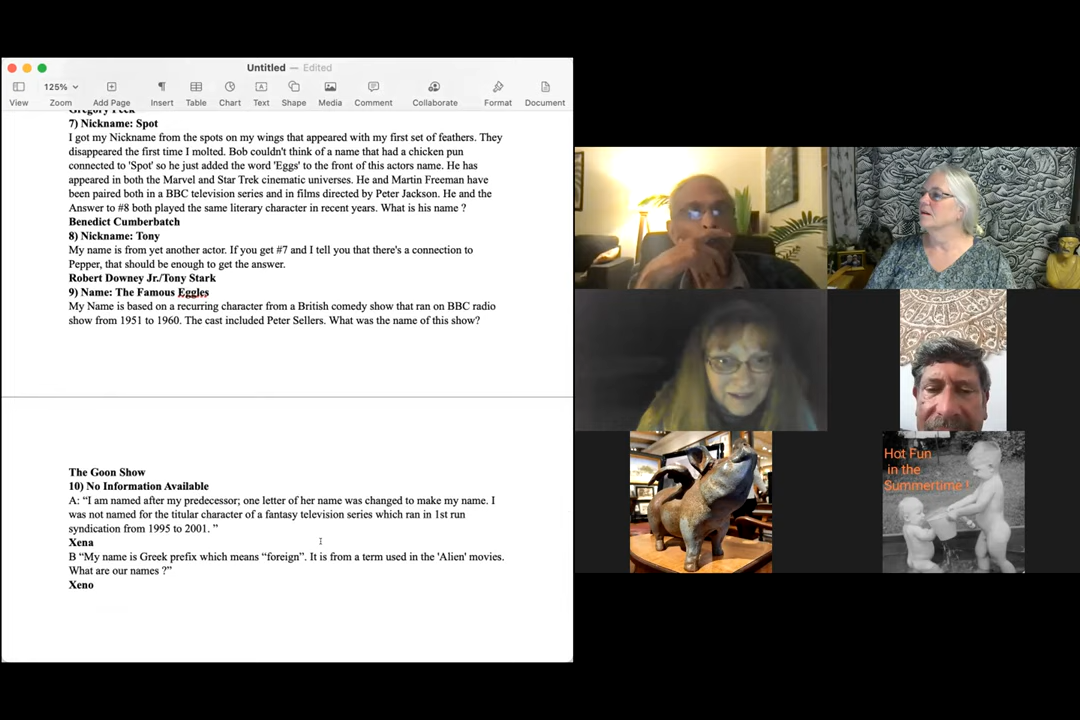 Untitled — Edited
125%
View
Zoom
Add Page
Insert
Table
Chart
Text
Shape
Media
Comment
Collaborate
Format
Document
Gregory Peck
7) Nickname: Spot
I got my Nickname from the spots on my wings that appeared with my first set of feathers. They
disappeared the first time I molted. Bob couldn't think of a name that had a chicken pun
connected to 'Spot' so he just added the word 'Eggs' to the front of this actors name. He has
appeared in both the Marvel and Star Trek cinematic universes. He and Martin Freeman have
been paired both in a BBC television series and in films directed by Peter Jackson. He and the
Answer to #8 both played the same literary character in recent years. What is his name ?
Benedict Cumberbatch
8) Nickname: Tony
My name is from yet another actor. If you get #7 and I tell you that there's a connection to
Pepper, that should be enough to get the answer.
Robert Downey Jr./Tony Stark
9) Name: The Famous Eggles
My Name is based on a recurring character from a British comedy show that ran on BBC radio
show from 1951 to 1960. The cast included Peter Sellers. What was the name of this show?
The Goon Show
10) No Information Available
A: “I am named after my predecessor; one letter of her name was changed to make my name. I
was not named for the titular character of a fantasy television series which ran in 1st run
syndication from 1995 to 2001. ”
Xena
B “My name is Greek prefix which means “foreign”. It is from a term used in the 'Alien' movies.
What are our names ?”
Xeno
Hot Fun
in the
Summertime !